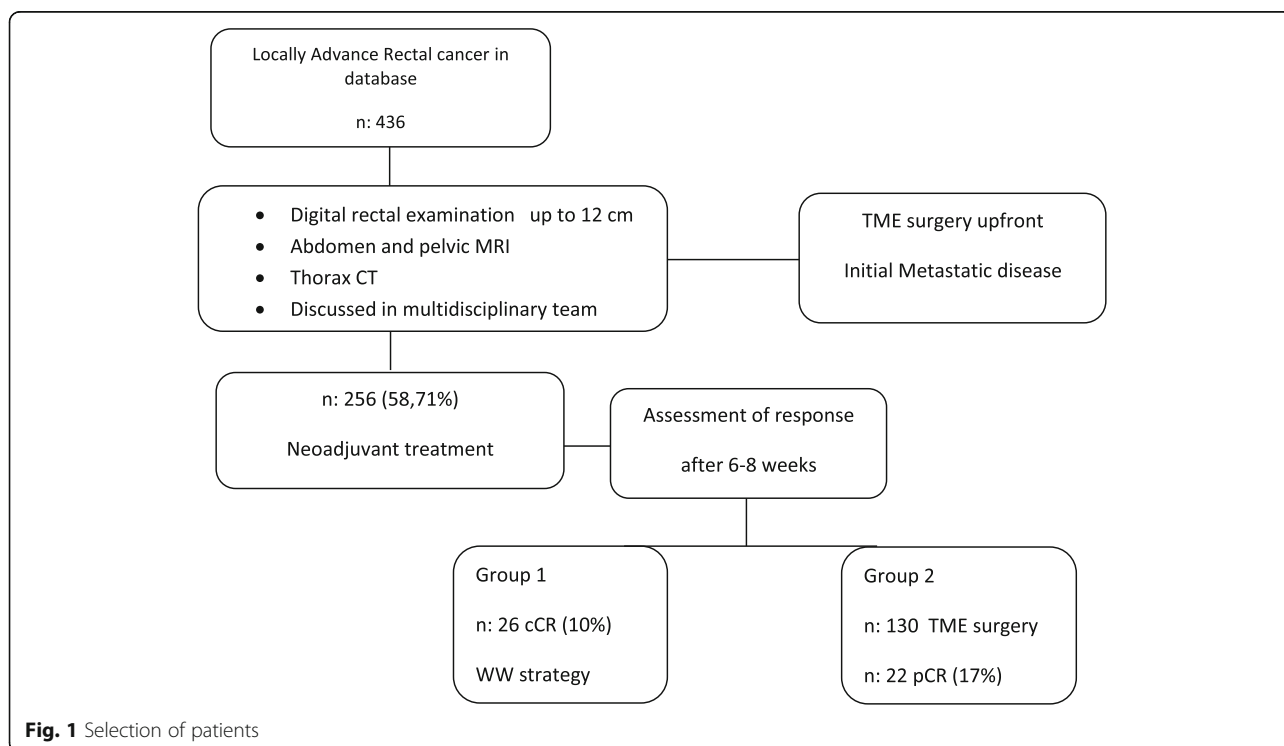 Locally Advance Rectal cancer in
database
n: 436
• Digital rectal examination up to 12 cm
• Abdomen and pelvic MRI
• Thorax CT
• Discussed in multidisciplinary team
TME surgery upfront
Initial Metastatic disease
n: 256 (58,71%)
Neoadjuvant treatment
Assessment of response
after 6-8 weeks
Group 1
n: 26 cCR (10%)
WW strategy
Group 2
n: 130 TME surgery
n: 22 pCR (17%)
Fig. 1 Selection of patients